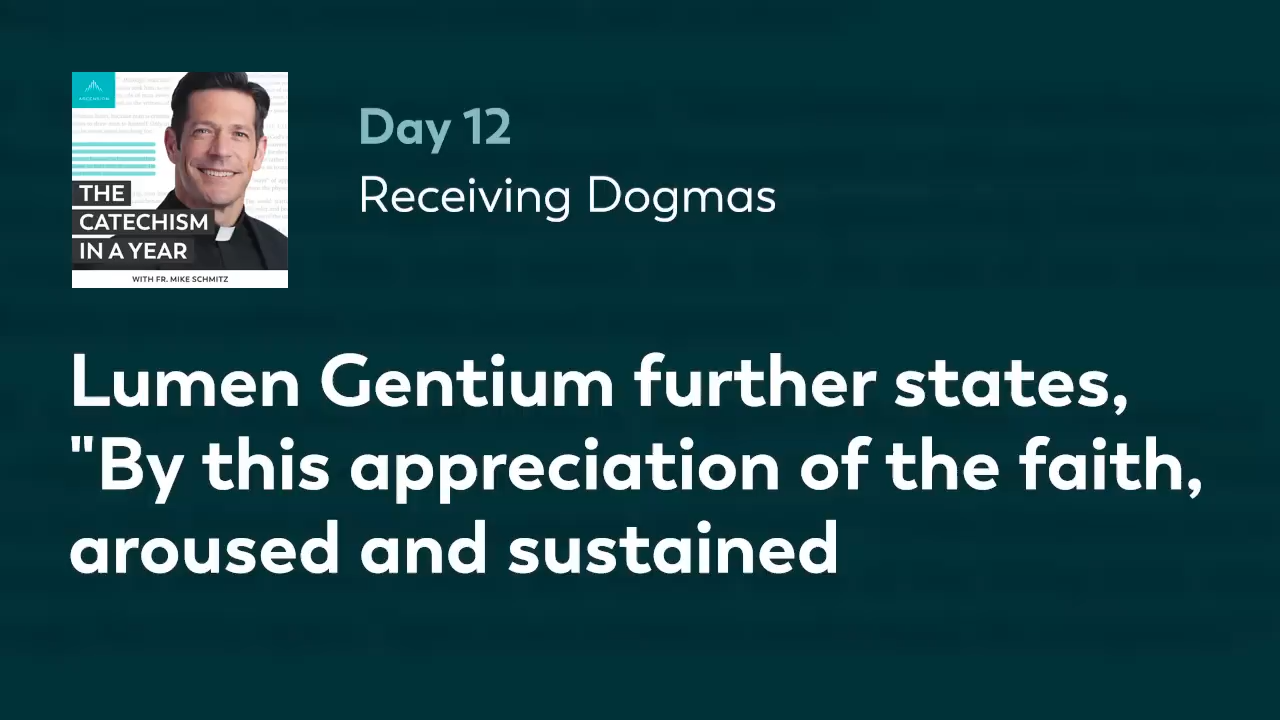 ASCENSION
THE
CATECHISM
IN A YEAR
WITH FR. MIKE SCHMITZ
Day 12
Receiving Dogmas
Lumen Gentium further states,
"By this appreciation of the faith,
aroused and sustained